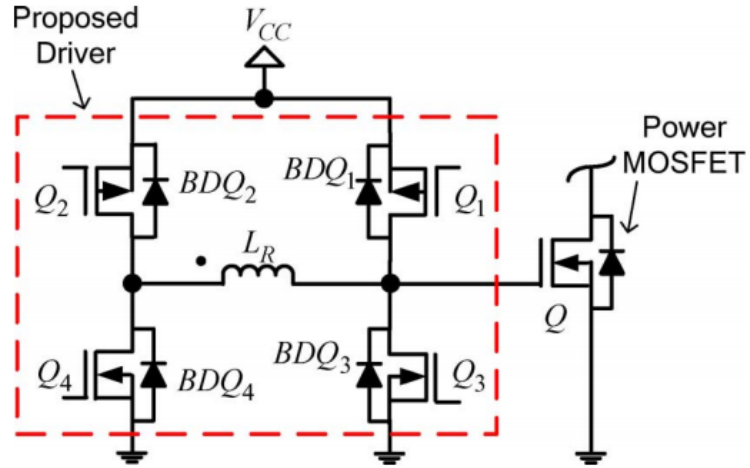 Proposed
Driver
V_CC
Power
MOSFET
Q_2
BDQ_2
BDQ_1
Q_1
L_R
Q
Q_4
BDQ_4
BDQ_3
Q_3